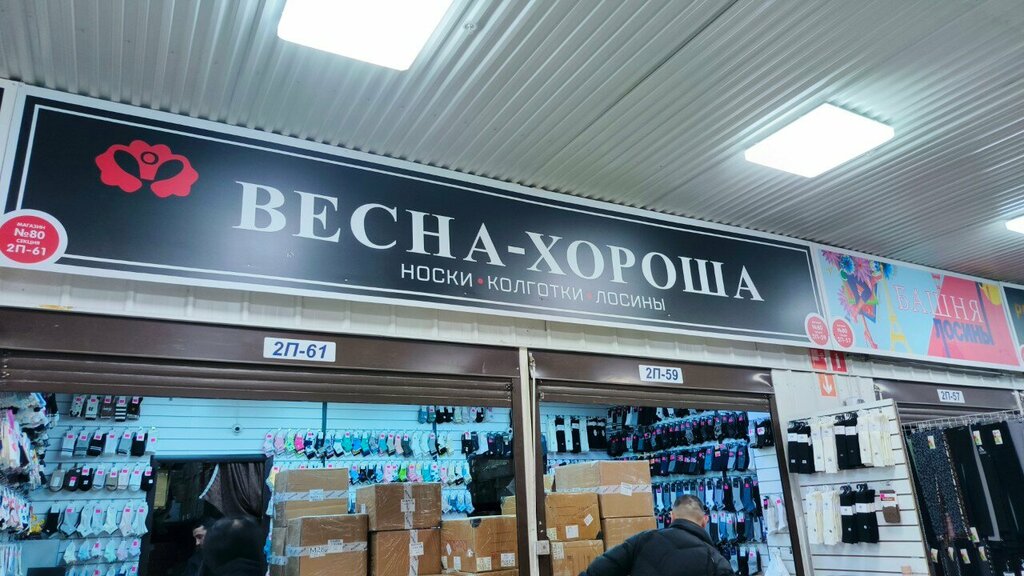 ВЕСНА-ХОРОША
НОСКИ • КОЛГОТКИ • ЛОСИНЫ
МАГАЗИН
№80
СЕКЦИЯ
2П-61
БАШНЯ
ЛОСИНЫ
2П-61
2П-59
2П-57